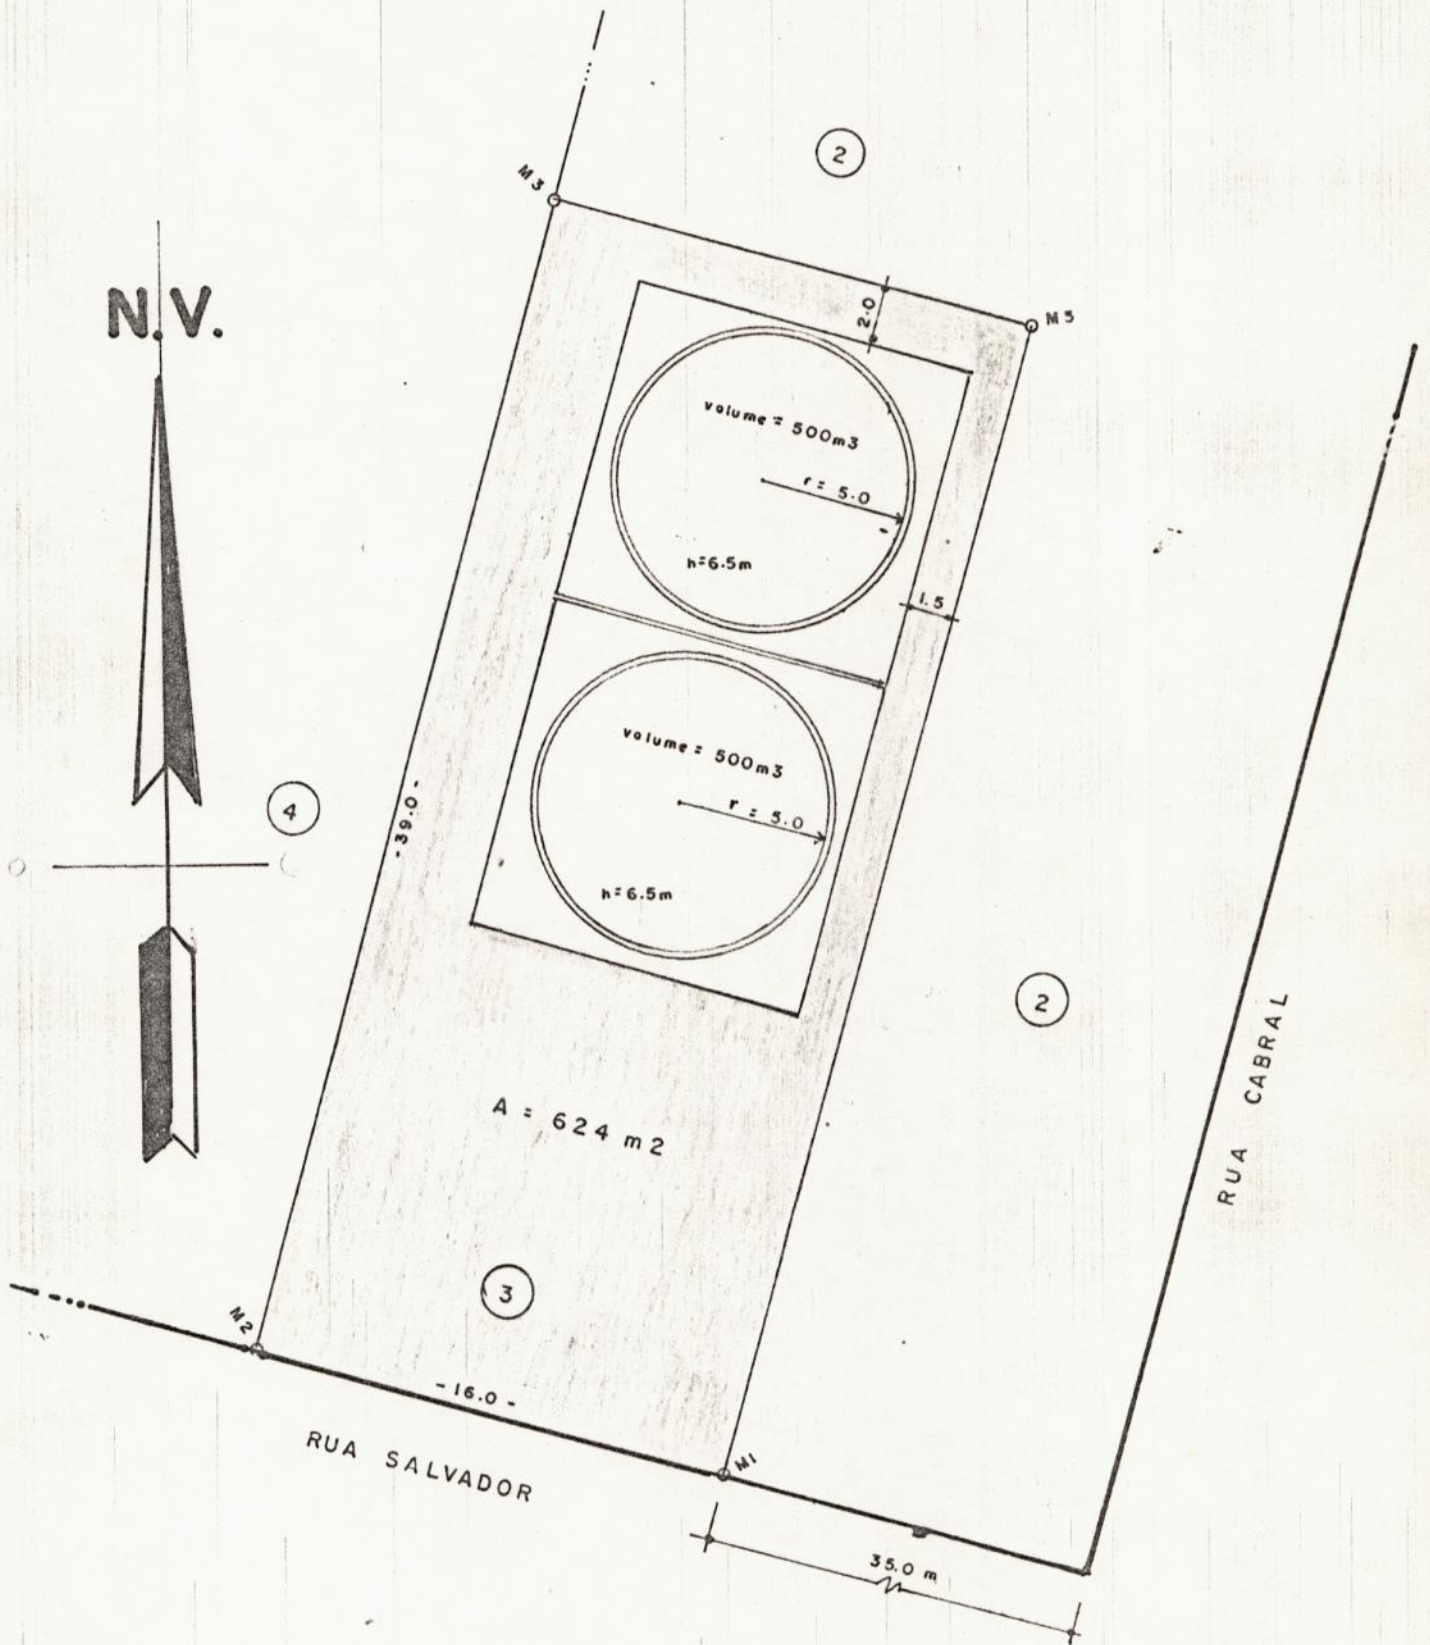 2
M3
N.V.
2.0
M5
volume = 500m3
r = 5.0
h=6.5m
1.5
volume = 500m3
r = 5.0
h=6.5m
4
-39.0-
2
RUA CABRAL
A = 624 m2
3
M2
-16.0-
RUA SALVADOR
M1
35.0 m